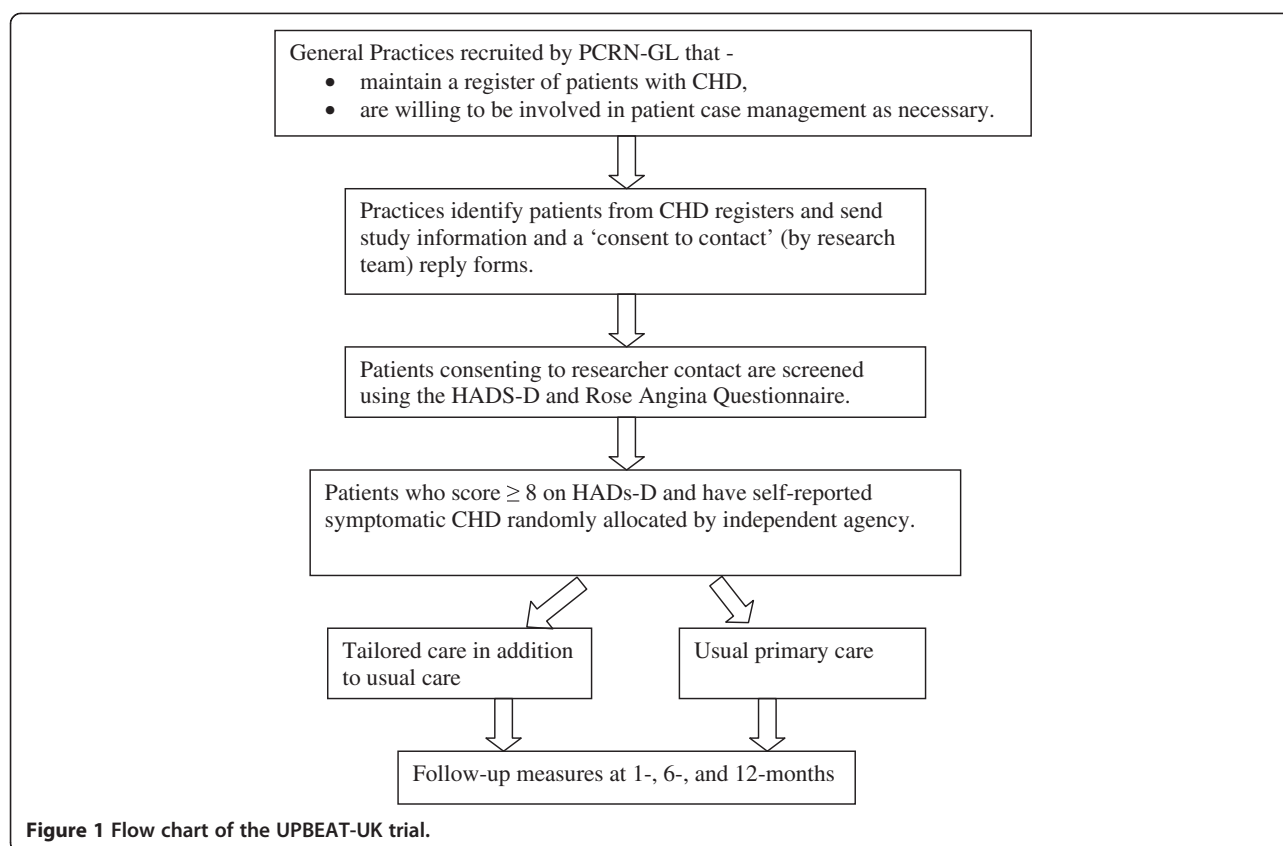 General Practices recruited by PCRN-GL that -
• maintain a register of patients with CHD,
• are willing to be involved in patient case management as necessary.
Practices identify patients from CHD registers and send
study information and a ‘consent to contact’ (by research
team) reply forms.
Patients consenting to researcher contact are screened
using the HADS-D and Rose Angina Questionnaire.
Patients who score ≥ 8 on HADs-D and have self-reported
symptomatic CHD randomly allocated by independent agency.
Tailored care in addition
to usual care
Usual primary care
Follow-up measures at 1-, 6-, and 12-months
Figure 1 Flow chart of the UPBEAT-UK trial.